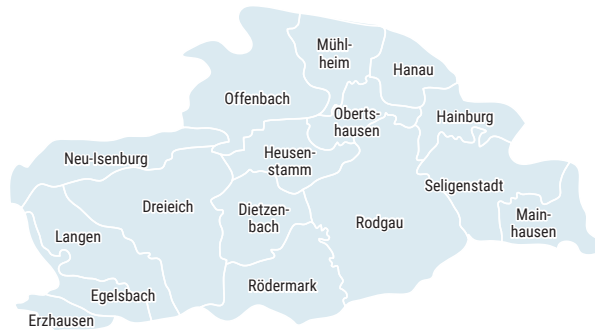 Mühl-
heim
Hanau
Offenbach
Oberts-
hausen
Hainburg
Neu-Isenburg
Heusen-
stamm
Seligenstadt
Dreieich
Dietzen-
bach
Rodgau
Main-
hausen
Langen
Rödermark
Egelsbach
Erzhausen